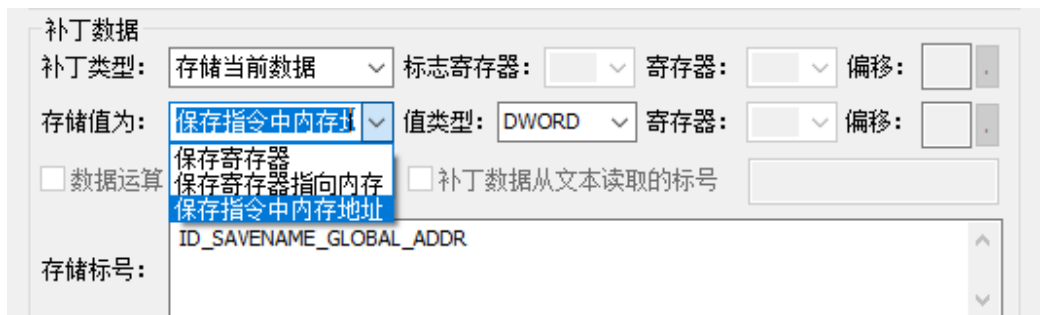 补丁数据
补丁类型： 存储当前数据 标志寄存器： 寄存器： 偏移： .
存储值为： 保存指令中内存地 值类型： DWORD 寄存器： 偏移： .
保存寄存器
数据运算 保存寄存器指向内存 补丁数据从文本读取的标号
保存指令中内存地址
存储标号： ID_SAVENAME_GLOBAL_ADDR